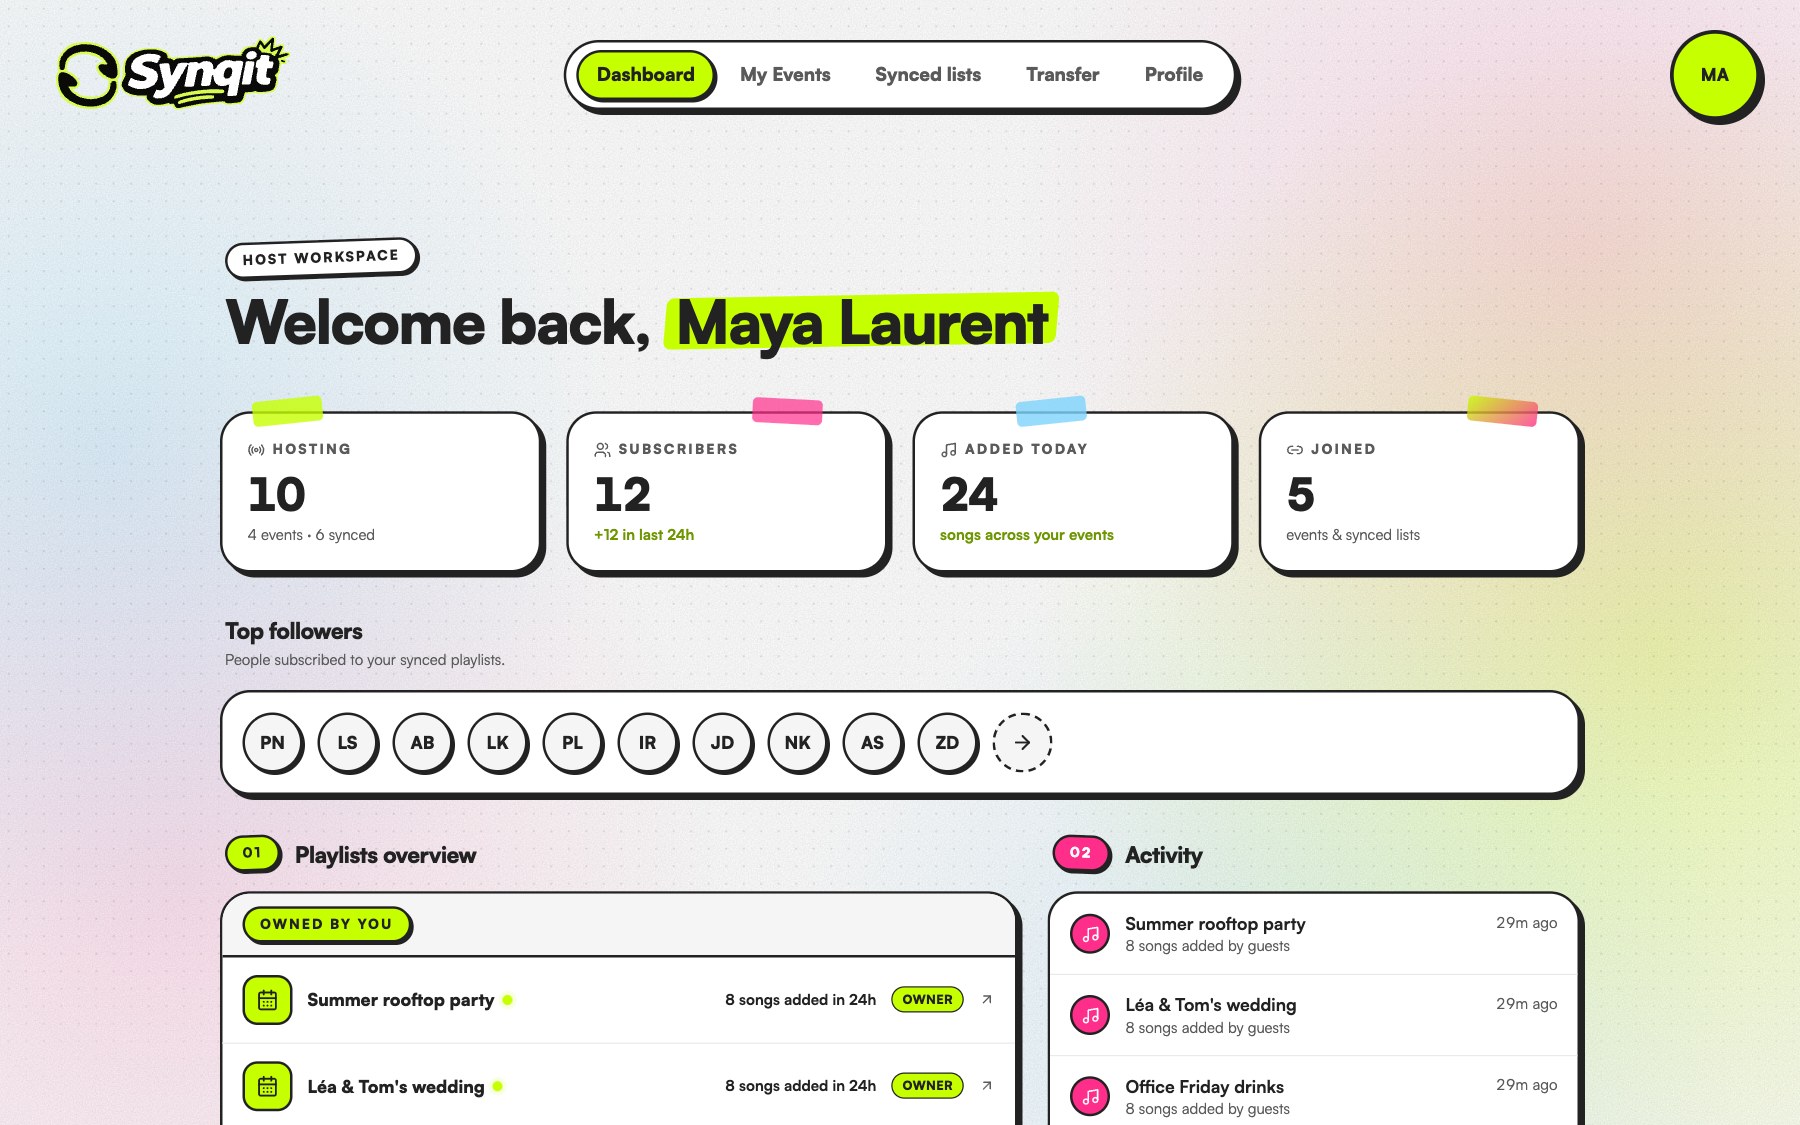 Synqit
Dashboard
My Events
Synced lists
Transfer
Profile
MA
HOST WORKSPACE
Welcome back, Maya Laurent
HOSTING
10
4 events • 6 synced
SUBSCRIBERS
12
+12 in last 24h
ADDED TODAY
24
songs across your events
JOINED
5
events & synced lists
Top followers
People subscribed to your synced playlists.
PN
LS
AB
LK
PL
IR
JD
NK
AS
ZD
01
Playlists overview
OWNED BY YOU
Summer rooftop party
8 songs added in 24h
OWNER
Léa & Tom's wedding
8 songs added in 24h
OWNER
02
Activity
Summer rooftop party
29m ago
8 songs added by guests
Léa & Tom's wedding
29m ago
8 songs added by guests
Office Friday drinks
29m ago
8 songs added by guests